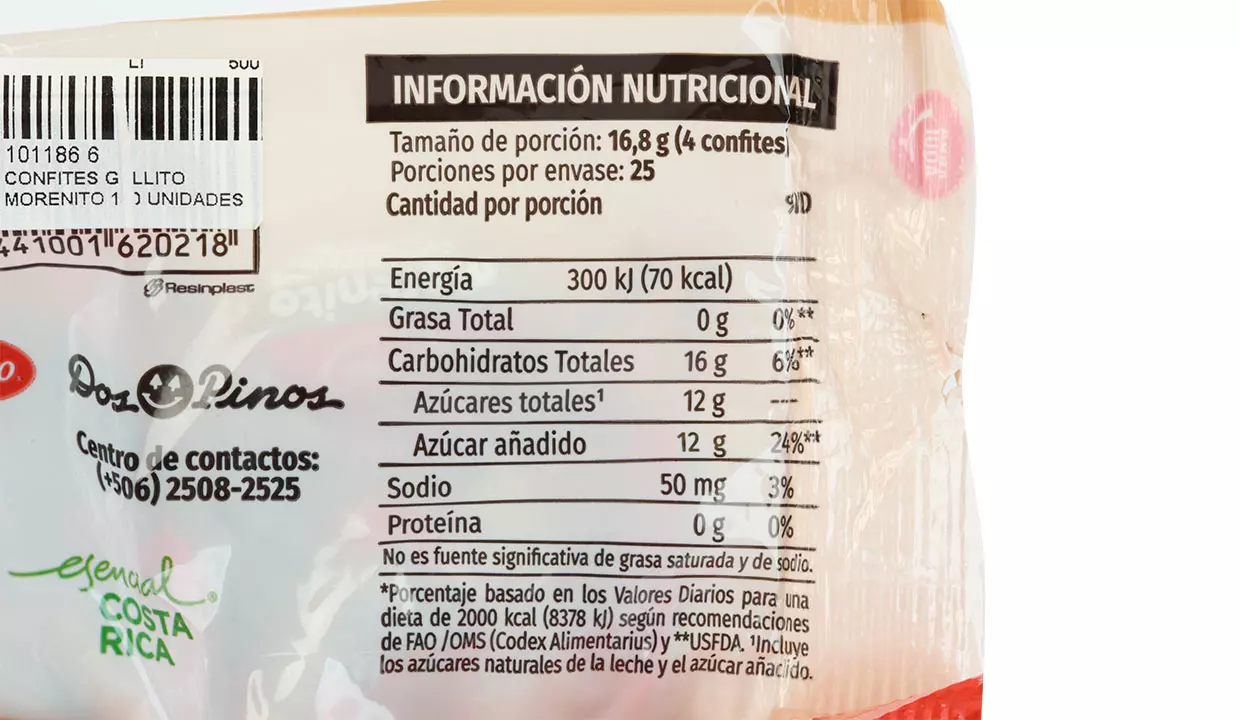 LI 500
101186 6
CONFITES G LLITO
MORENITO 1 0 UNIDADES
441001 620218
Resinplast
Dos Pinos
Centro de contactos:
(+506) 2508-2525
esencial
COSTA
RICA
INFORMACIÓN NUTRICIONAL
Tamaño de porción: 16,8 g (4 confites)
Porciones por envase: 25
Cantidad por porción
Energía 300 kJ (70 kcal)
Grasa Total 0 g 0%**
Carbohidratos Totales 16 g 6%**
Azúcares totales¹ 12 g ---
Azúcar añadido 12 g 24%**
Sodio 50 mg 3%
Proteína 0 g 0%
No es fuente significativa de grasa saturada y de sodio.
*Porcentaje basado en los Valores Diarios para una
dieta de 2000 kcal (8378 kJ) según recomendaciones
de FAO /OMS (Codex Alimentarius) y **USFDA. ¹Incluye
los azúcares naturales de la leche y el azúcar añadido.